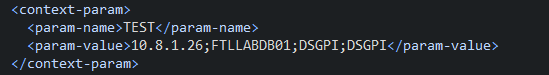 <context-param>
<param-name>TEST</param-name>
<param-value>10.8.1.26;FTLLABDB01;DSGPI;DSGPI</param-value>
</context-param>